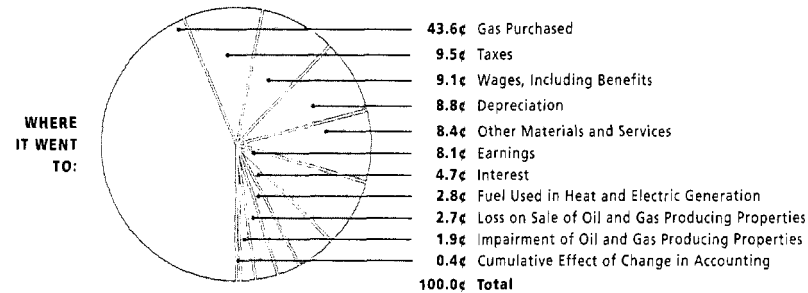 WHERE
IT WENT
TO:
43.6¢ Gas Purchased
9.5¢ Taxes
9.1¢ Wages, Including Benefits
8.8¢ Depreciation
8.4¢ Other Materials and Services
8.1¢ Earnings
4.7¢ Interest
2.8¢ Fuel Used in Heat and Electric Generation
2.7¢ Loss on Sale of Oil and Gas Producing Properties
1.9¢ Impairment of Oil and Gas Producing Properties
0.4¢ Cumulative Effect of Change in Accounting
100.0¢ Total